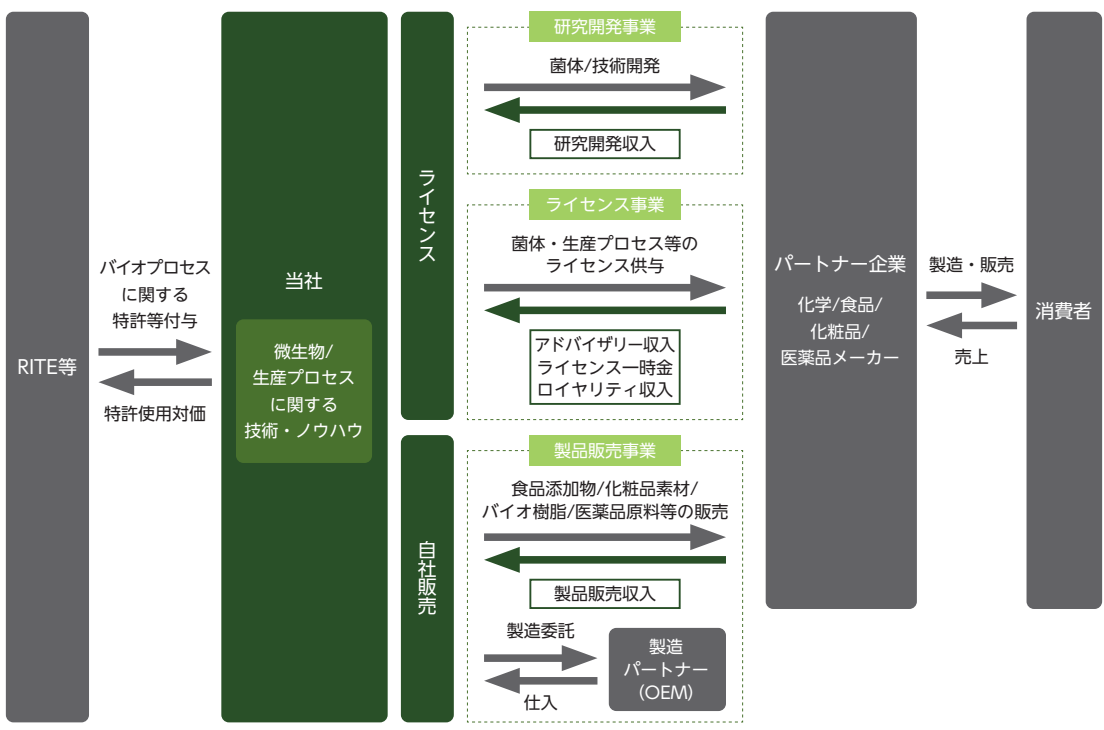 RITE等
バイオプロセス
に関する
特許等付与
特許使用対価
当社
微生物/
生産プロセス
に関する
技術・ノウハウ
ライセンス
研究開発事業
菌体/技術開発
研究開発収入
ライセンス事業
菌体・生産プロセス等の
ライセンス供与
アドバイザリー収入
ライセンス一時金
ロイヤリティ収入
自社販売
製品販売事業
食品添加物/化粧品素材/
バイオ樹脂/医薬品原料等の販売
製品販売収入
製造委託
仕入
製造
パートナー
(OEM)
パートナー企業
化学/食品/
化粧品/
医薬品メーカー
製造・販売
売上
消費者